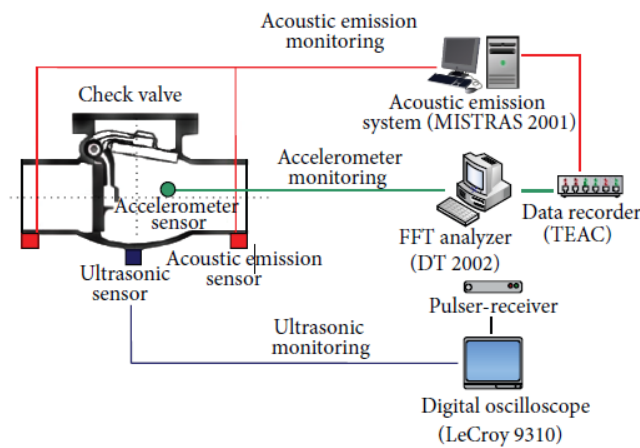 Acoustic emission
monitoring
Check valve
Acoustic emission
system (MISTRAS 2001)
Accelerometer
monitoring
Accelerometer
sensor
Data recorder
(TEAC)
FFT analyzer
(DT 2002)
Ultrasonic
sensor
Acoustic emission
sensor
Pulser-receiver
Ultrasonic
monitoring
Digital oscilloscope
(LeCroy 9310)